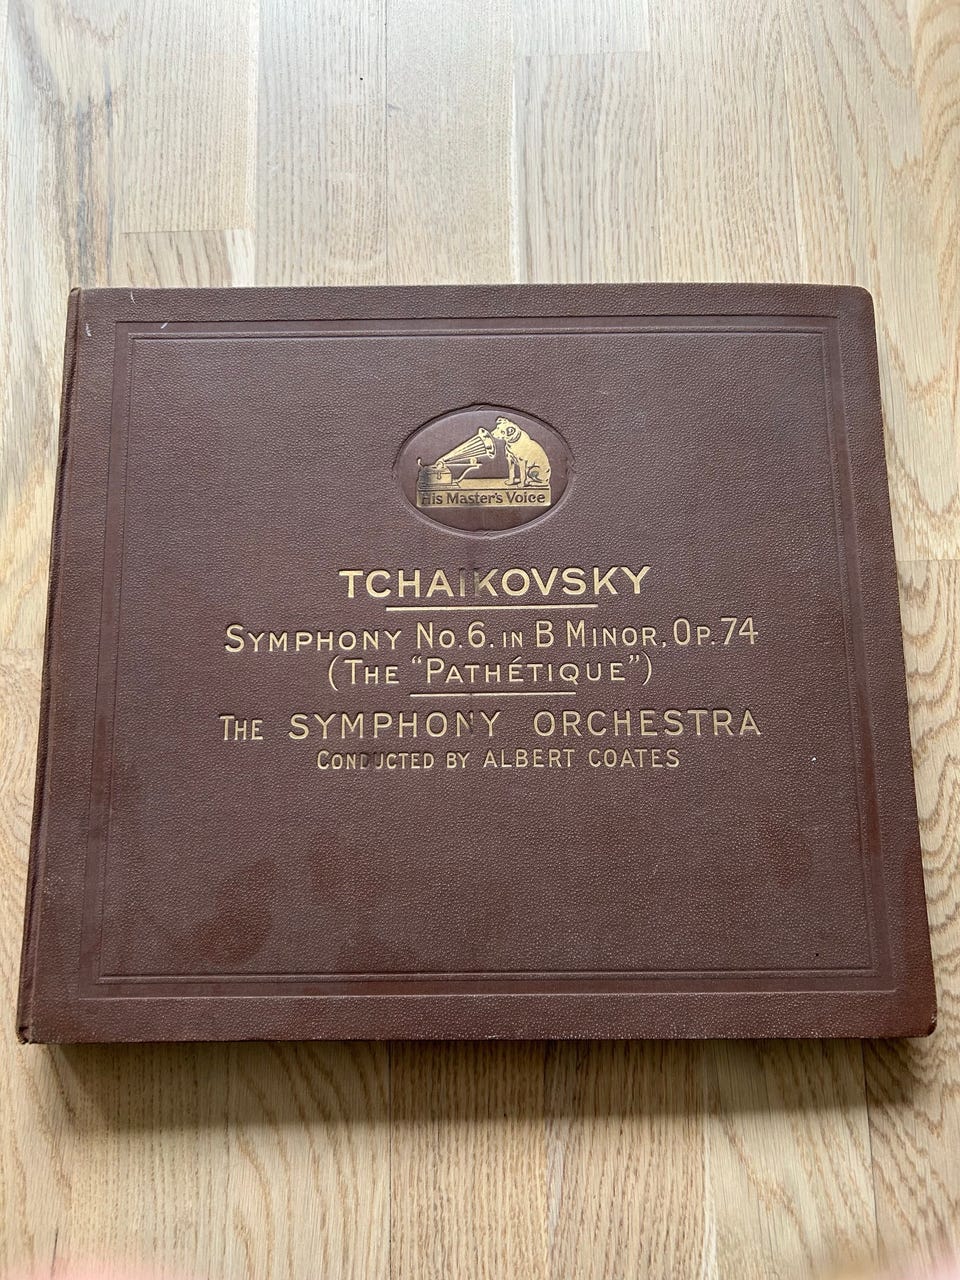 His Master's Voice
TCHAIKOVSKY
SYMPHONY No. 6. IN B MINOR, OP. 74
(THE "PATHÉTIQUE")
THE SYMPHONY ORCHESTRA
CONDUCTED BY ALBERT COATES